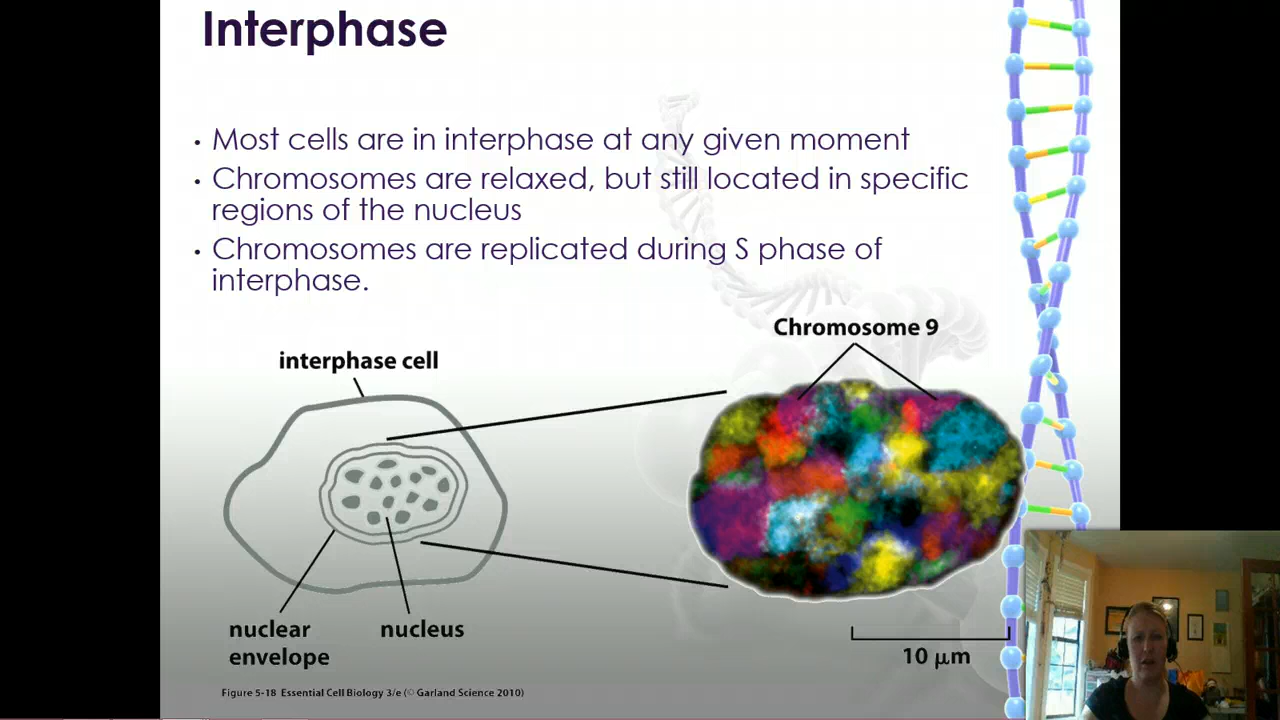 Interphase
• Most cells are in interphase at any given moment
• Chromosomes are relaxed, but still located in specific
regions of the nucleus
• Chromosomes are replicated during S phase of
interphase.
Chromosome 9
interphase cell
nuclear
envelope
nucleus
10 μm
Figure 5-18 Essential Cell Biology 3/e (© Garland Science 2010)